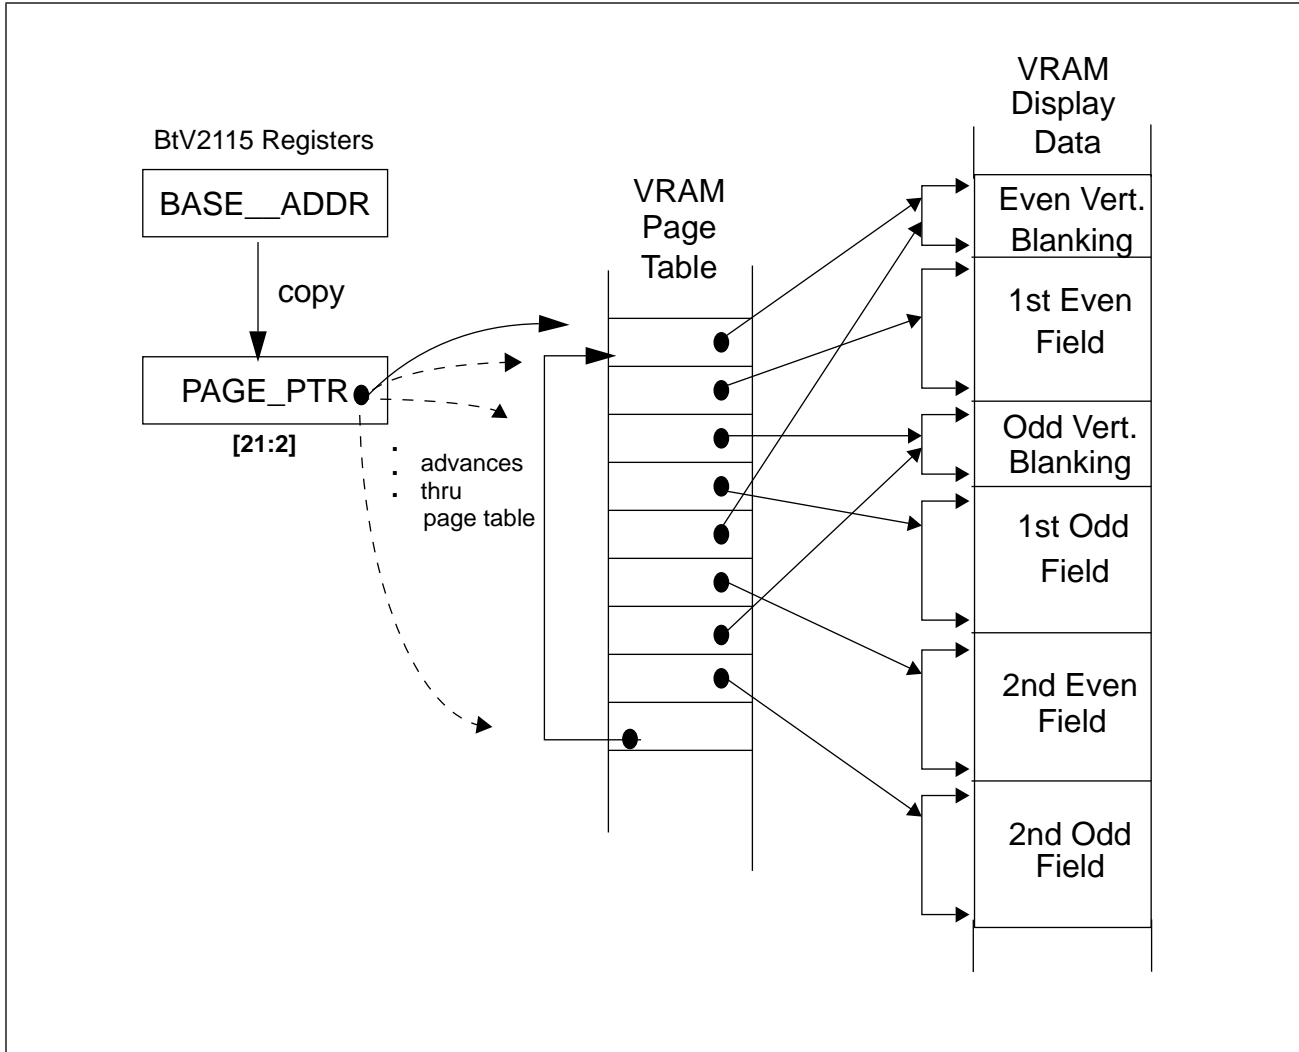 BtV2115 Registers
BASE__ADDR
copy
PAGE_PTR
[21:2]
advances
thru
page table
VRAM
Page
Table
VRAM
Display
Data
Even Vert.
Blanking
1st Even
Field
Odd Vert.
Blanking
1st Odd
Field
2nd Even
Field
2nd Odd
Field